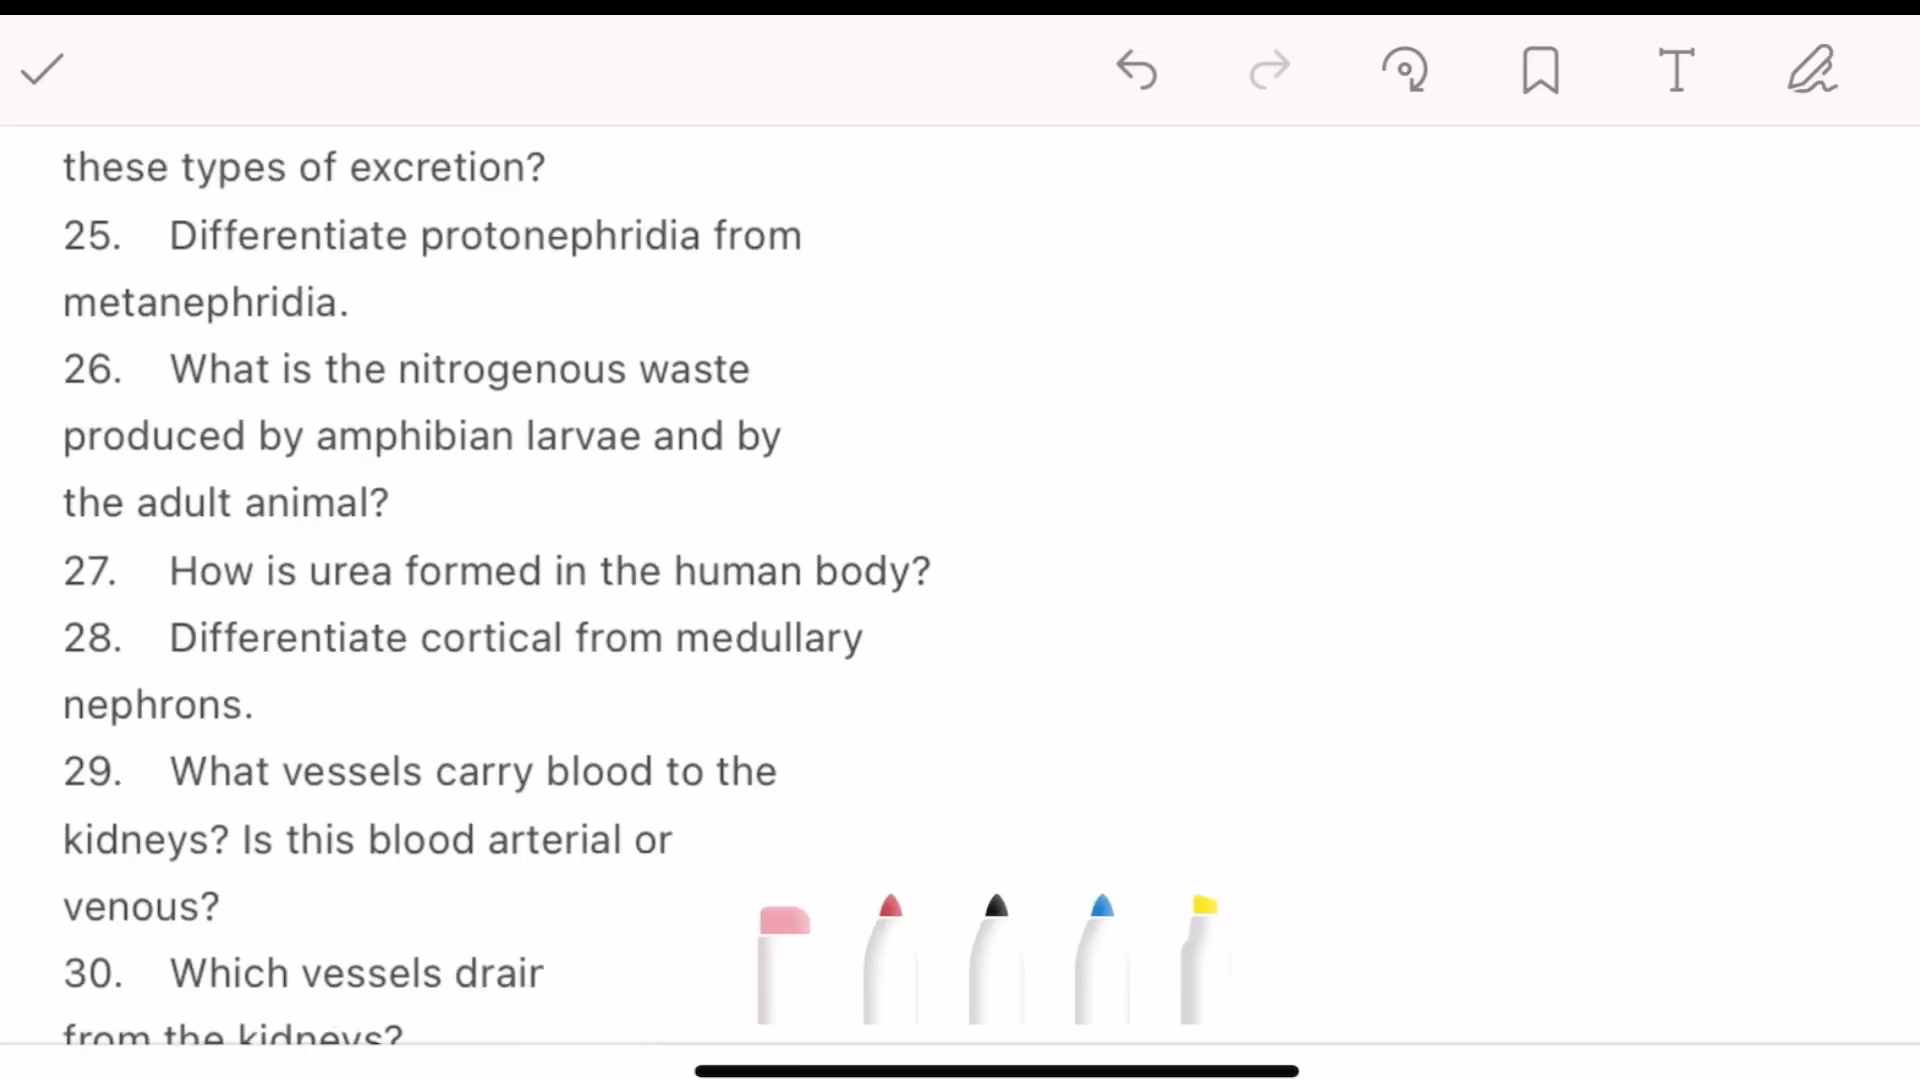 these types of excretion?
25. Differentiate protonephridia from
metanephridia.
26. What is the nitrogenous waste
produced by amphibian larvae and by
the adult animal?
27. How is urea formed in the human body?
28. Differentiate cortical from medullary
nephrons.
29. What vessels carry blood to the
kidneys? Is this blood arterial or
venous?
30. Which vessels drair
from the kidneys?